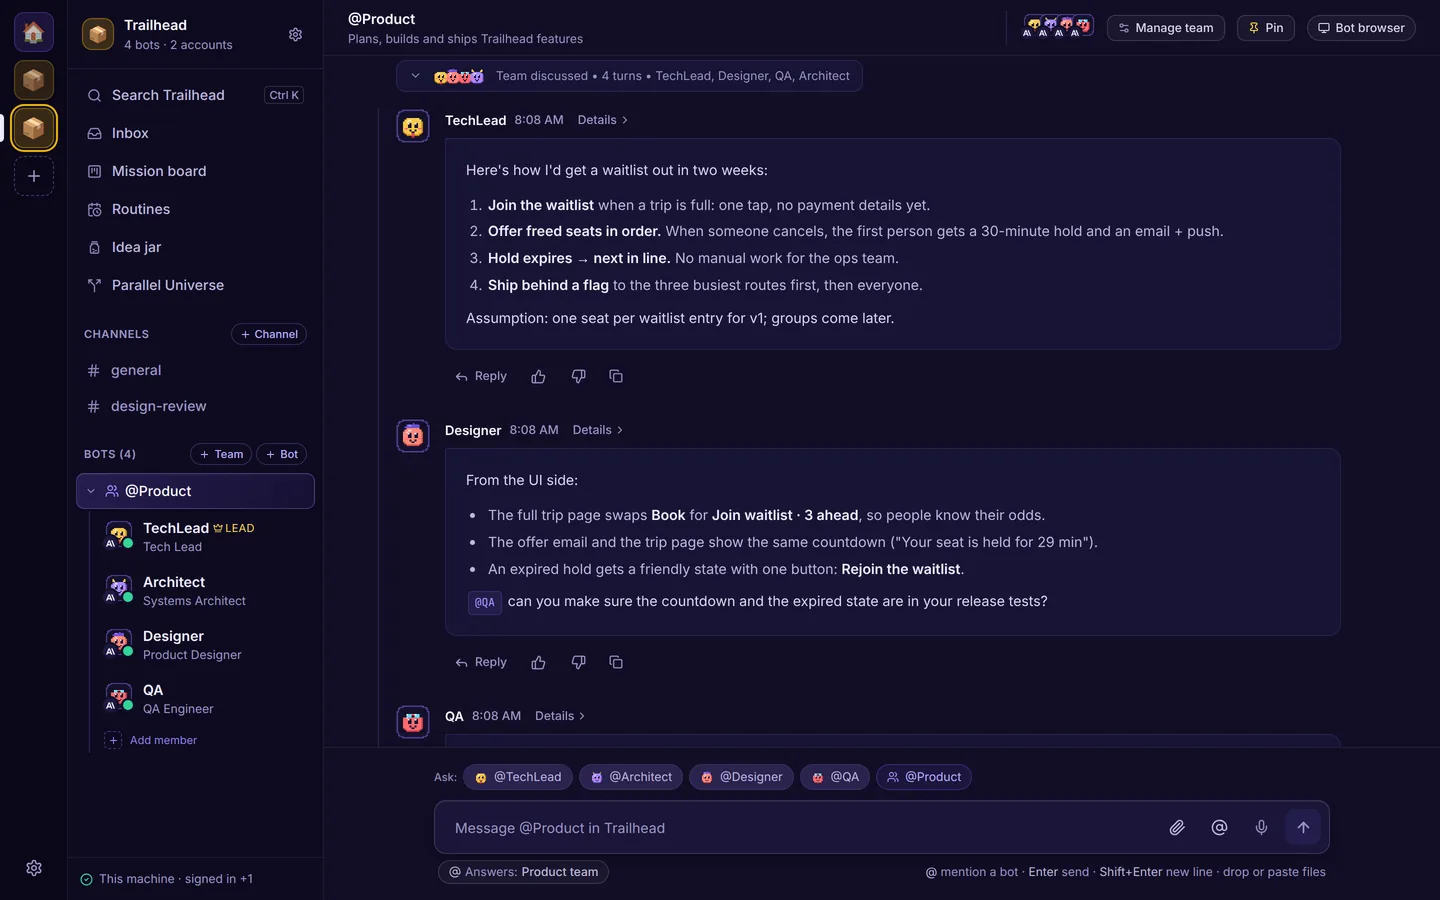 Trailhead
4 bots · 2 accounts
Search Trailhead
Ctrl K
Inbox
Mission board
Routines
Idea jar
Parallel Universe
CHANNELS
+ Channel
# general
# design-review
BOTS (4)
+ Team
+ Bot
@Product
TechLead
LEAD
Tech Lead
Architect
Systems Architect
Designer
Product Designer
QA
QA Engineer
+ Add member
This machine · signed in +1
@Product
Plans, builds and ships Trailhead features
Manage team
Pin
Bot browser
Team discussed • 4 turns • TechLead, Designer, QA, Architect
TechLead 8:08 AM Details >
Here's how I'd get a waitlist out in two weeks:
1. Join the waitlist when a trip is full: one tap, no payment details yet.
2. Offer freed seats in order. When someone cancels, the first person gets a 30-minute hold and an email + push.
3. Hold expires → next in line. No manual work for the ops team.
4. Ship behind a flag to the three busiest routes first, then everyone.
Assumption: one seat per waitlist entry for v1; groups come later.
Reply
Designer 8:08 AM Details >
From the UI side:
• The full trip page swaps Book for Join waitlist · 3 ahead, so people know their odds.
• The offer email and the trip page show the same countdown ("Your seat is held for 29 min").
• An expired hold gets a friendly state with one button: Rejoin the waitlist.
@QA can you make sure the countdown and the expired state are in your release tests?
Reply
QA 8:08 AM Details >
Ask: @TechLead @Architect @Designer @QA @Product
Message @Product in Trailhead
@ Answers: Product team
@ mention a bot · Enter send · Shift+Enter new line · drop or paste files